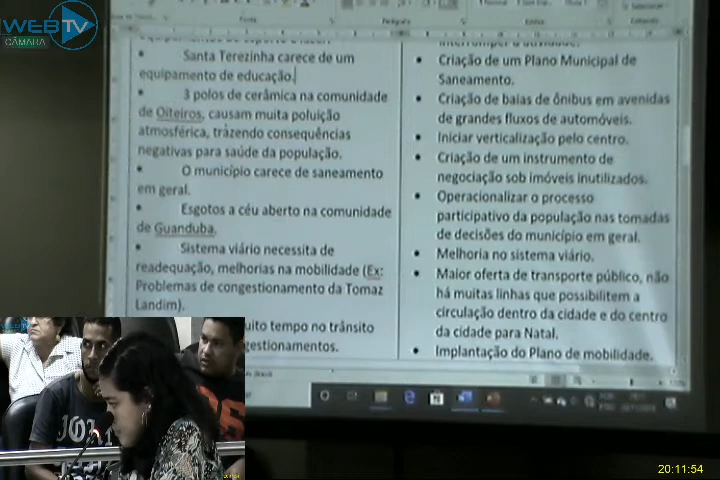 WEBTV
CÂMARA
Santa Terezinha carece de um
equipamento de educação.
• 3 polos de cerâmica na comunidade
de Oiteiros, causam muita poluição
atmosférica, trazendo consequências
negativas para saúde da população.
• O município carece de saneamento
em geral.
• Esgotos a céu aberto na comunidade
de Guanduba.
• Sistema viário necessita de
readequação, melhorias na mobilidade (Ex:
Problemas de congestionamento da Tomaz
Landim).
tempo no trânsito
• Criação de um Plano Municipal de
Saneamento.
• Criação de baias de ônibus em avenidas
de grandes fluxos de automóveis.
• Iniciar verticalização pelo centro.
• Criação de um instrumento de
negociação sob imóveis inutilizados.
• Operacionalizar o processo
participativo da população nas tomadas
de decisões do município em geral.
• Melhoria no sistema viário.
• Maior oferta de transporte público, não
há muitas linhas que possibilitem a
circulação dentro da cidade e do centro
da cidade para Natal.
• Implantação do Plano de mobilidade.
20:11:54